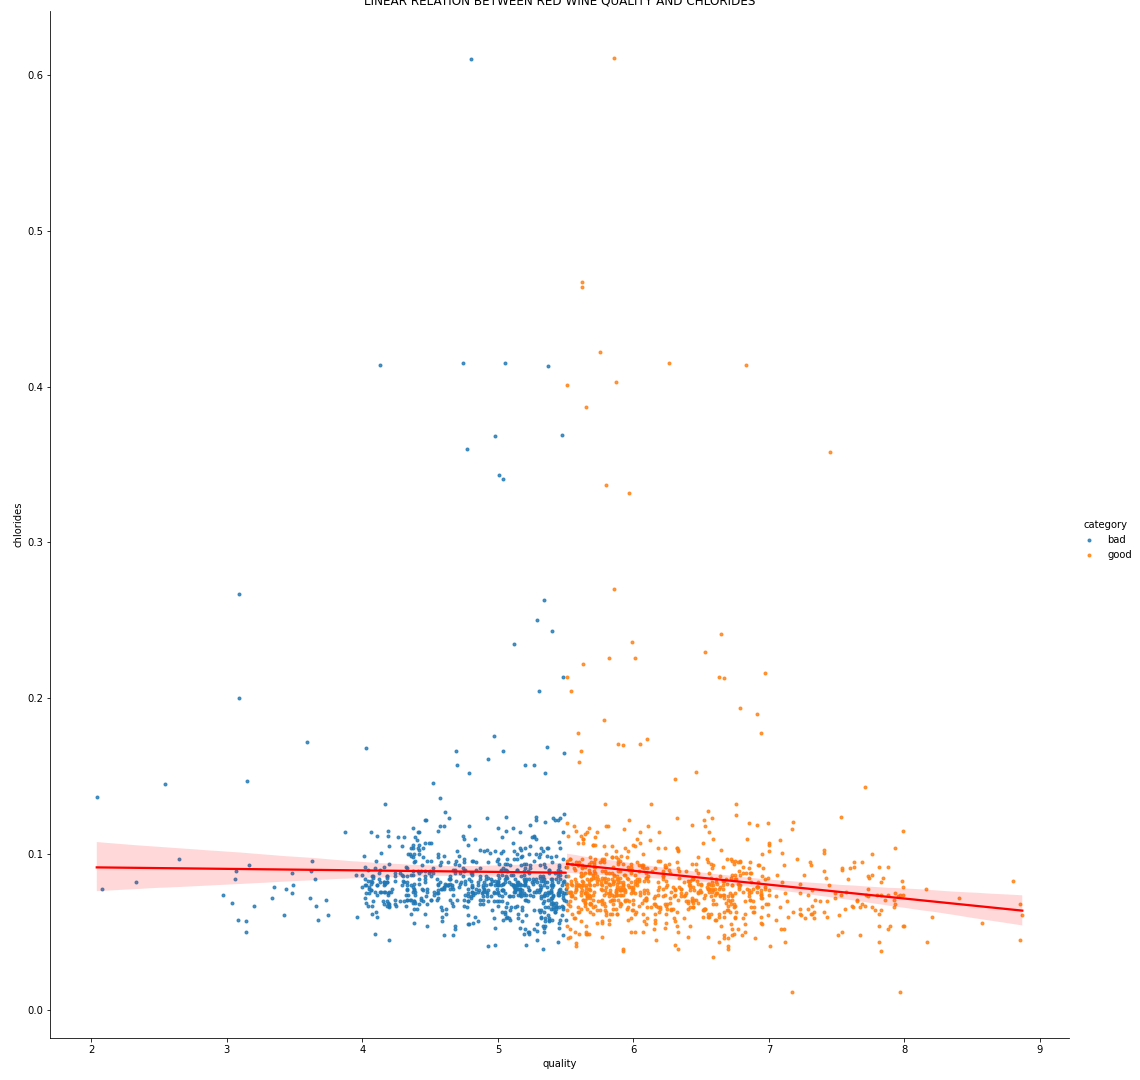 LINEAR RELATION BETWEEN RED WINE QUALITY AND CHLORIDES
0.6
0.5
0.4
0.3
0.2
0.1
0.0
chlorides
2 3 4 5 6 7 8 9
quality
category
bad
good